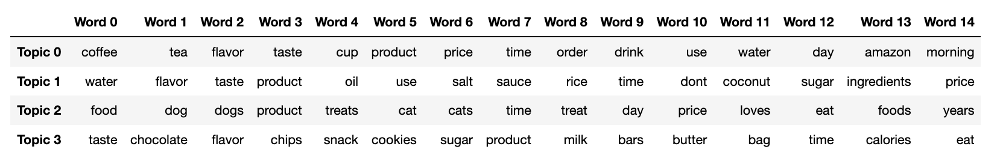 Word 0 Word 1 Word 2 Word 3 Word 4 Word 5 Word 6 Word 7 Word 8 Word 9 Word 10 Word 11 Word 12 Word 13 Word 14
Topic 0 coffee tea flavor taste cup product price time order drink use water day amazon morning
Topic 1 water flavor taste product oil use salt sauce rice time dont coconut sugar ingredients price
Topic 2 food dog dogs product treats cat cats time treat day price loves eat foods years
Topic 3 taste chocolate flavor chips snack cookies sugar product milk bars butter bag time calories eat